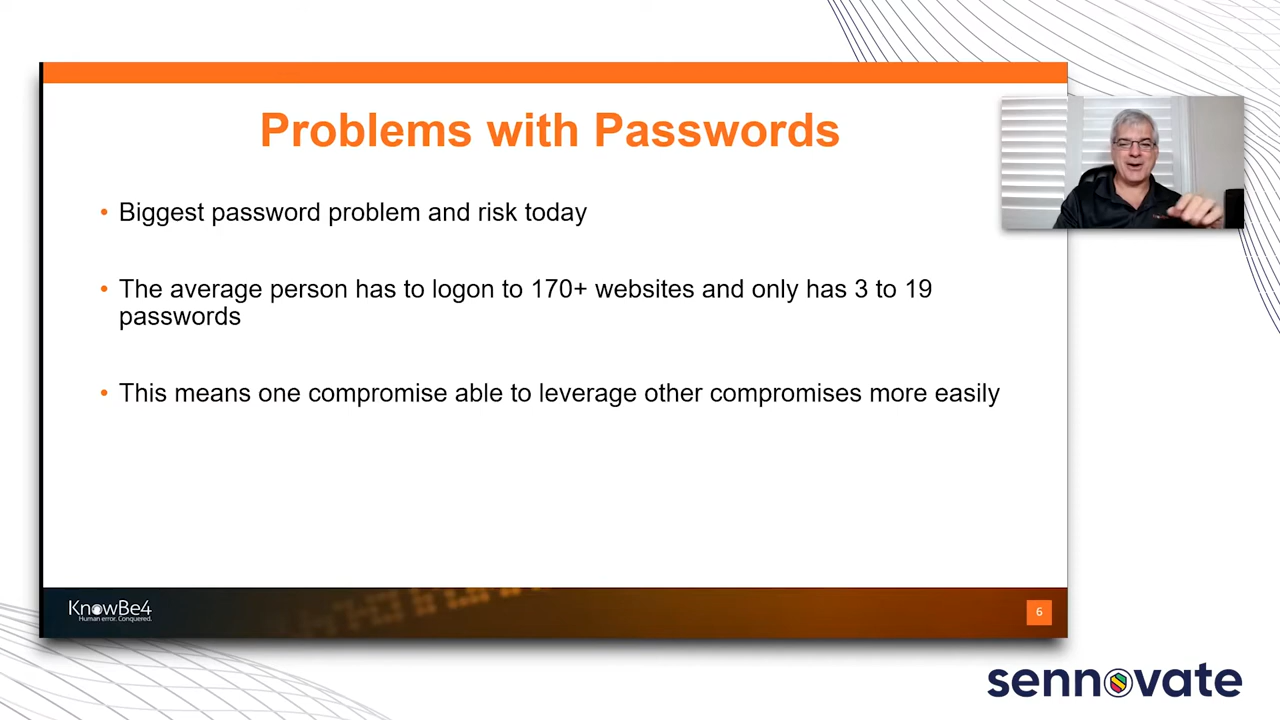 Problems with Passwords
• Biggest password problem and risk today
• The average person has to logon to 170+ websites and only has 3 to 19
passwords
• This means one compromise able to leverage other compromises more easily
KnowBe4
Human error. Conquered.
6
sennovate